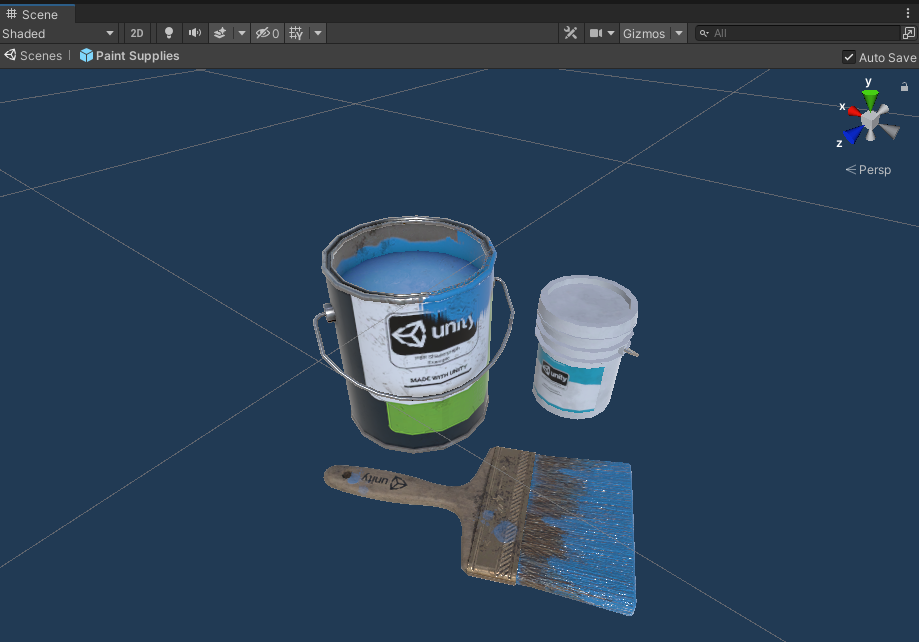 Scene
Shaded
2D
0
Gizmos
All
Scenes
Paint Supplies
Auto Save
y
x
z
Persp
unity
MADE WITH UNITY
unity
unity